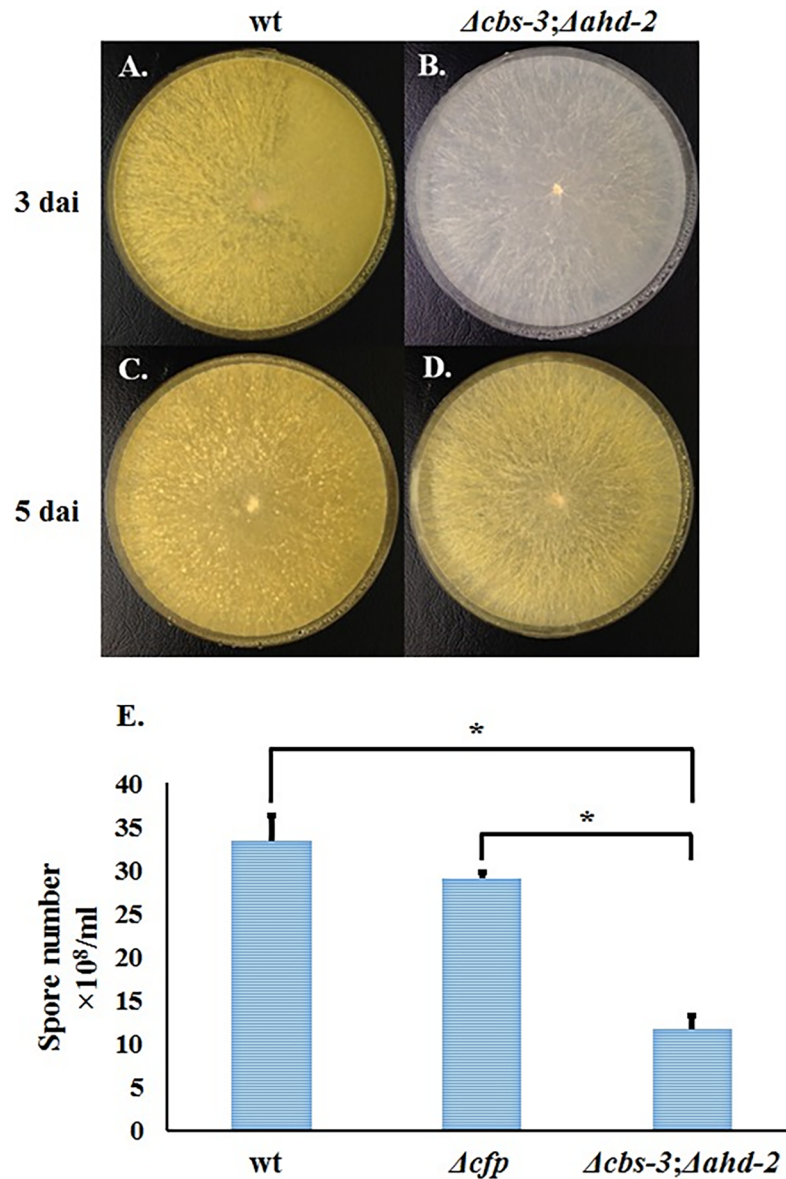 wt Δcbs-3;Δahd-2
A. B.
3 dai
C. D.
5 dai
E.
*
*
40
35
30
25
20
15
10
5
0
Spore number
×10⁸/ml
wt Δcfp Δcbs-3;Δahd-2